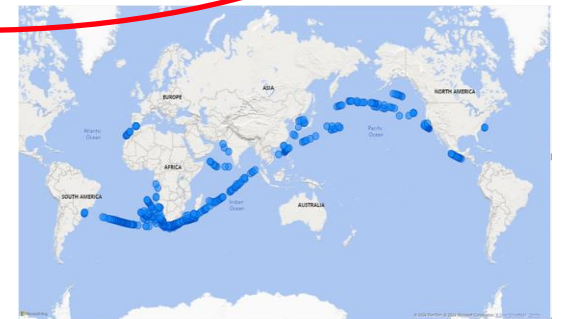 ASIA
EUROPE
NORTH AMERICA
Atlantic
Ocean
Pacific
Ocean
AFRICA
SOUTH AMERICA
Indian
Ocean
AUSTRALIA